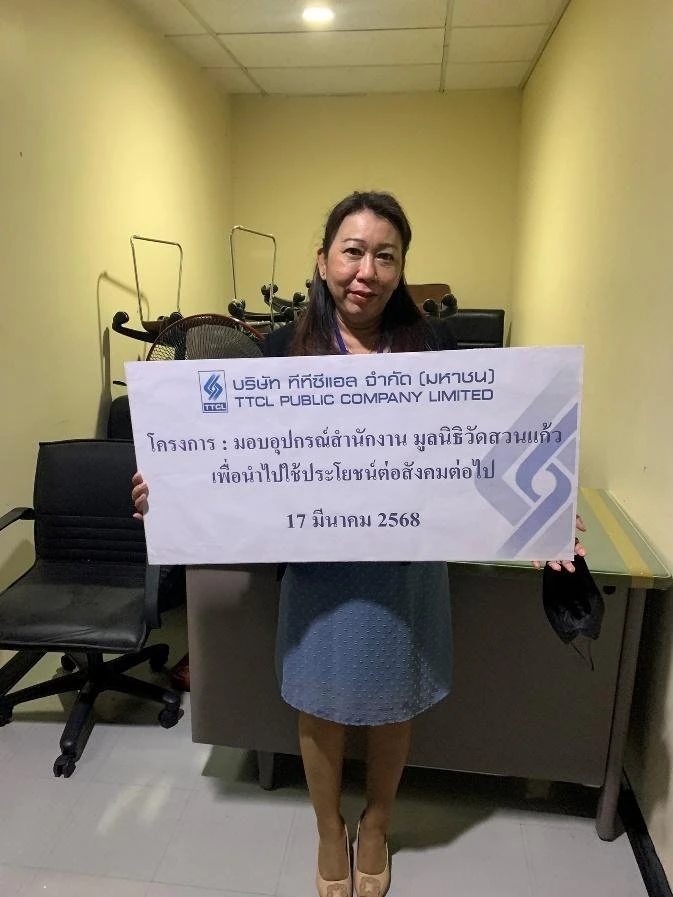 TTCL
บริษัท ทีทีซีแอล จำกัด (มหาชน)
TTCL PUBLIC COMPANY LIMITED
โครงการ : มอบอุปกรณ์สำนักงาน มูลนิธิวัดสวนแก้ว
เพื่อนำไปใช้ประโยชน์ต่อสังคมต่อไป
17 มีนาคม 2568